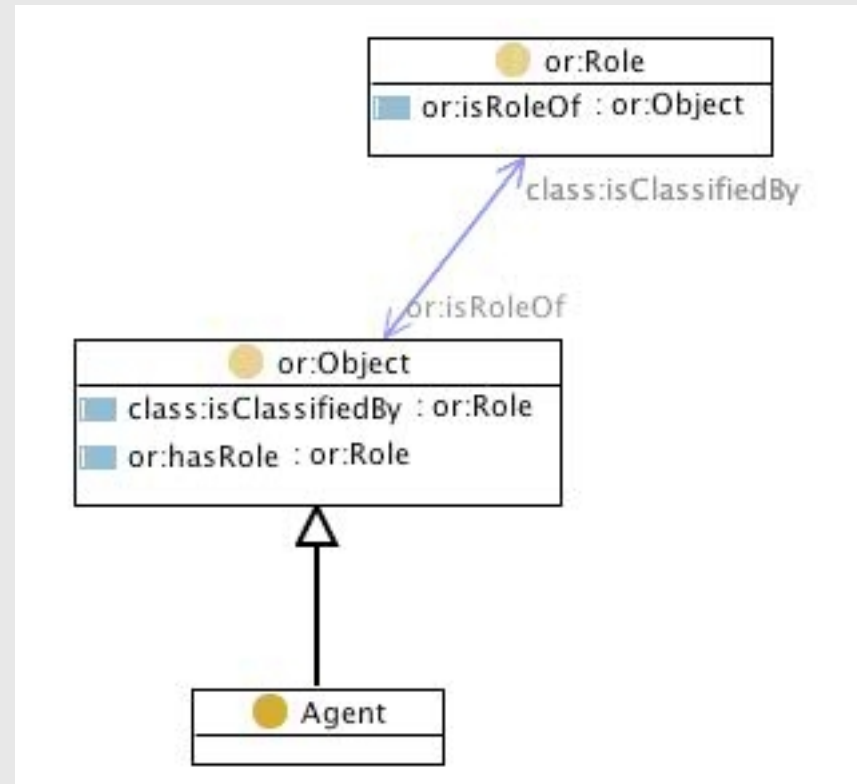 or:Role
or:isRoleOf : or:Object
class:isClassifiedBy
or:isRoleOf
or:Object
class:isClassifiedBy : or:Role
or:hasRole : or:Role
Agent